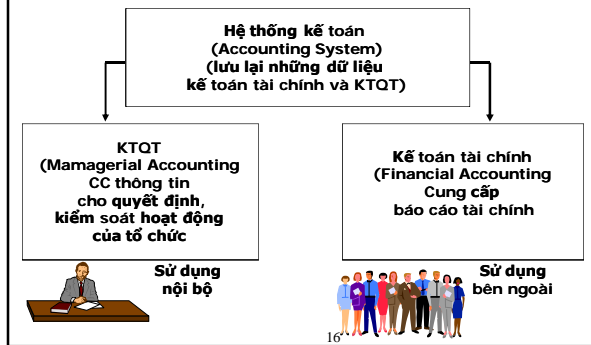 Hệ thống kế toán
(Accounting System)
(lưu lại những dữ liệu
kế toán tài chính và KTQT)
KTQT
(Mamagerial Accounting
CC thông tin
cho quyết định,
kiểm soát hoạt động
của tổ chức
Kế toán tài chính
(Financial Accounting
Cung cấp
báo cáo tài chính
Sử dụng
nội bộ
Sử dụng
bên ngoài
16